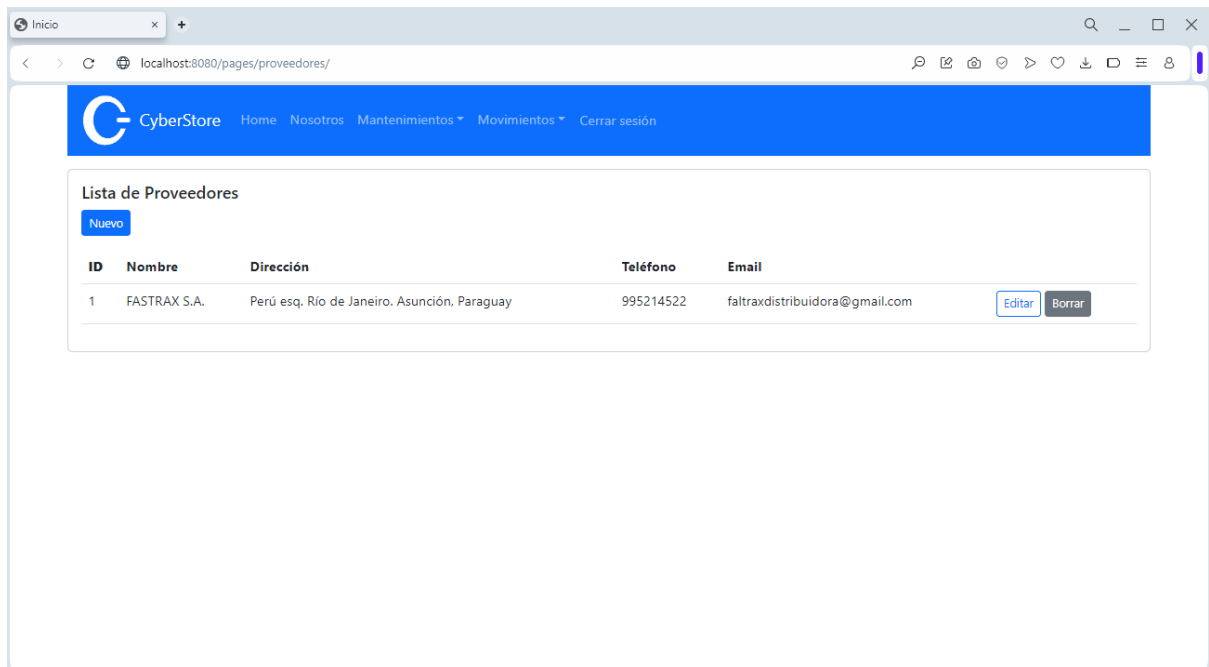 Inicio
localhost:8080/pages/proveedores/
CyberStore Home Nosotros Mantenimientos Movimientos Cerrar sesión
Lista de Proveedores
Nuevo
ID Nombre Dirección Teléfono Email
1 FASTRAX S.A. Perú esq. Río de Janeiro. Asunción, Paraguay 995214522 faltraxdistribuidora@gmail.com Editar Borrar